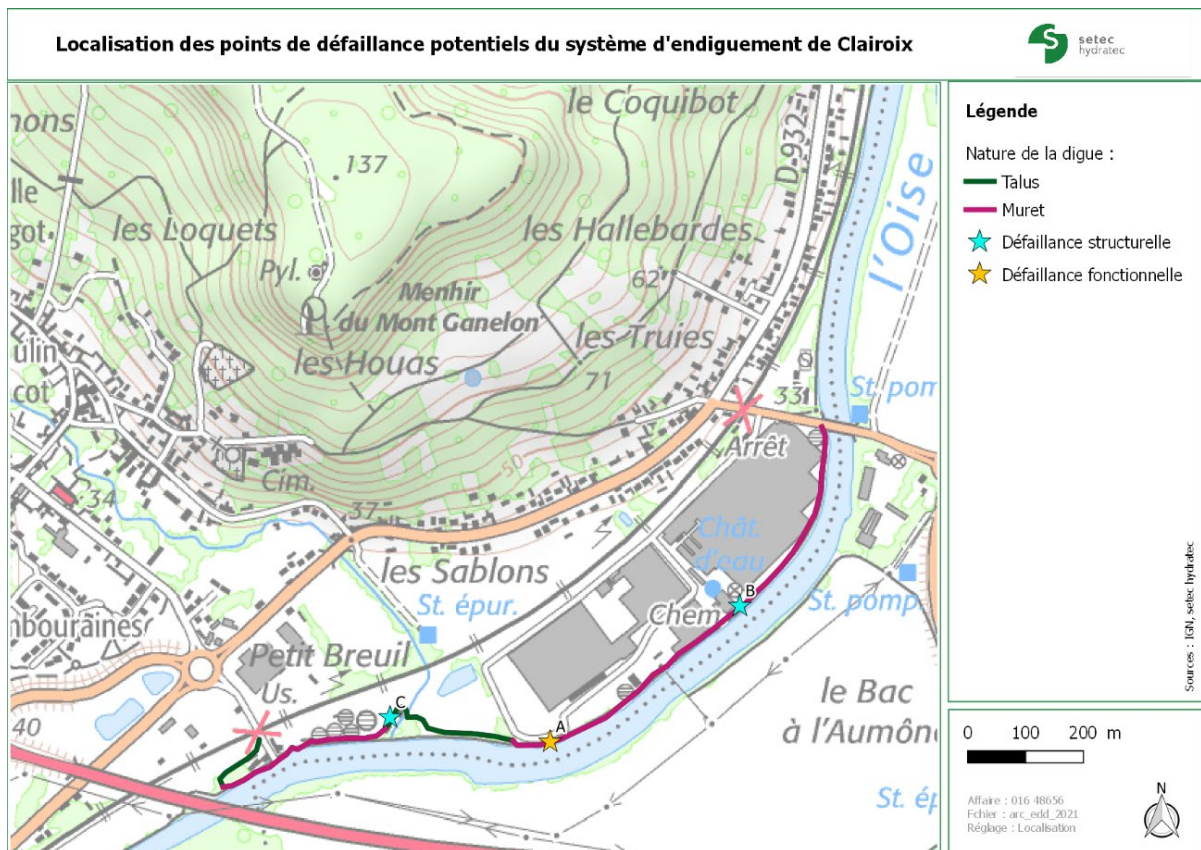 Localisation des points de défaillance potentiels du système d'endiguement de Clairoix
setec
hydratec
le Coquibot
137
D 932
l'Oise
les Loquets
les Hallebardes
Pyl.
62
Menhir
du Mont Ganelon
les Truies
les Houas
71
33
St. pom
Arrêt
50
Cim.
34
37
Chât.
d'eau
les Sablons
St. épur.
B
Chem.
St. pomp.
mbouraines
Petit Breuil
Us.
C
A
le Bac
à l'Aumôn
40
St. ép
Légende
Nature de la digue :
Talus
Muret
Défaillance structurelle
Défaillance fonctionnelle
Sources : IGN, setec hydratec
0 100 200 m
Affaire : 016 48656
Fchier : arc_edd_2021
Réglage : Localisation
N